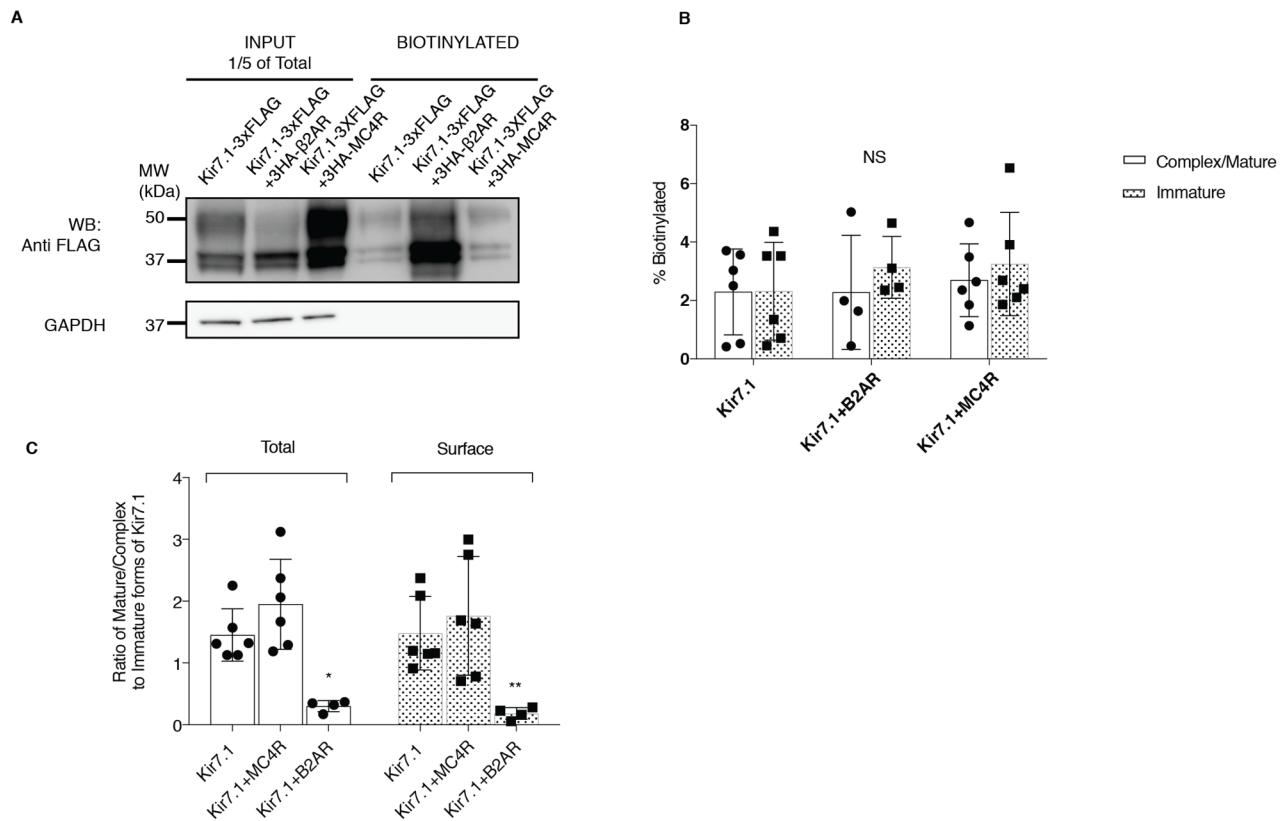 A
INPUT
1/5 of Total
BIOTINYLATED
Kir7.1-3xFLAG
Kir7.1-3xFLAG
+3HA-β2AR
Kir7.1-3XFLAG
+3HA-MC4R
Kir7.1-3xFLAG
Kir7.1-3xFLAG
+3HA-β2AR
Kir7.1-3XFLAG
+3HA-MC4R
MW
(kDa)
WB:
Anti FLAG
50
37
GAPDH
37
B
8
6
4
2
0
% Biotinylated
NS
Complex/Mature
Immature
Kir7.1
Kir7.1+B2AR
Kir7.1+MC4R
C
Total
Surface
4
3
2
1
0
Ratio of Mature/Complex
to Immature forms of Kir7.1
*
**
Kir7.1
Kir7.1+MC4R
Kir7.1+B2AR
Kir7.1
Kir7.1+MC4R
Kir7.1+B2AR